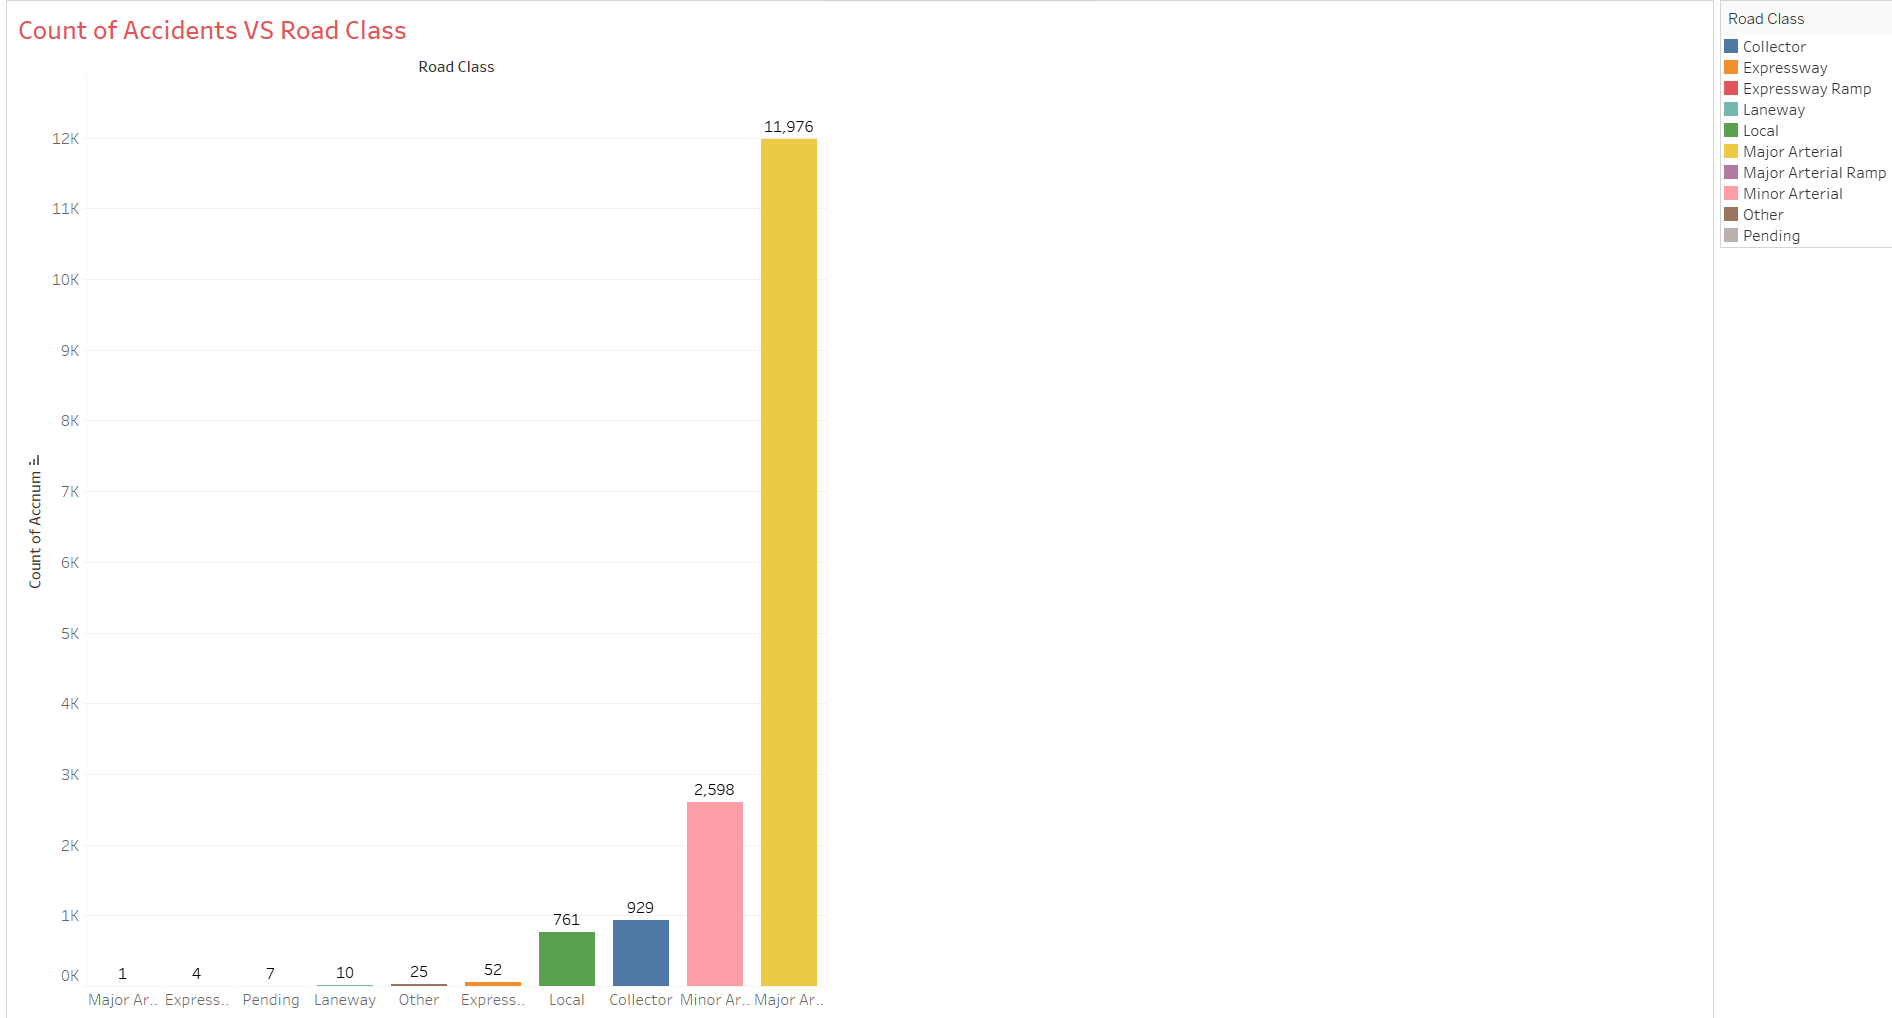 Count of Accidents VS Road Class
Road Class
12K
11K
10K
9K
8K
7K
6K
5K
4K
3K
2K
1K
0K
Count of Accnum
1
4
7
10
25
52
761
929
2,598
11,976
Major Ar..
Express..
Pending
Laneway
Other
Express..
Local
Collector
Minor Ar..
Major Ar..
Road Class
Collector
Expressway
Expressway Ramp
Laneway
Local
Major Arterial
Major Arterial Ramp
Minor Arterial
Other
Pending